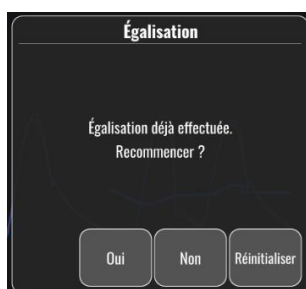 Égalisation
Égalisation déjà effectuée.
Recommencer ?
Oui Non Réinitialiser